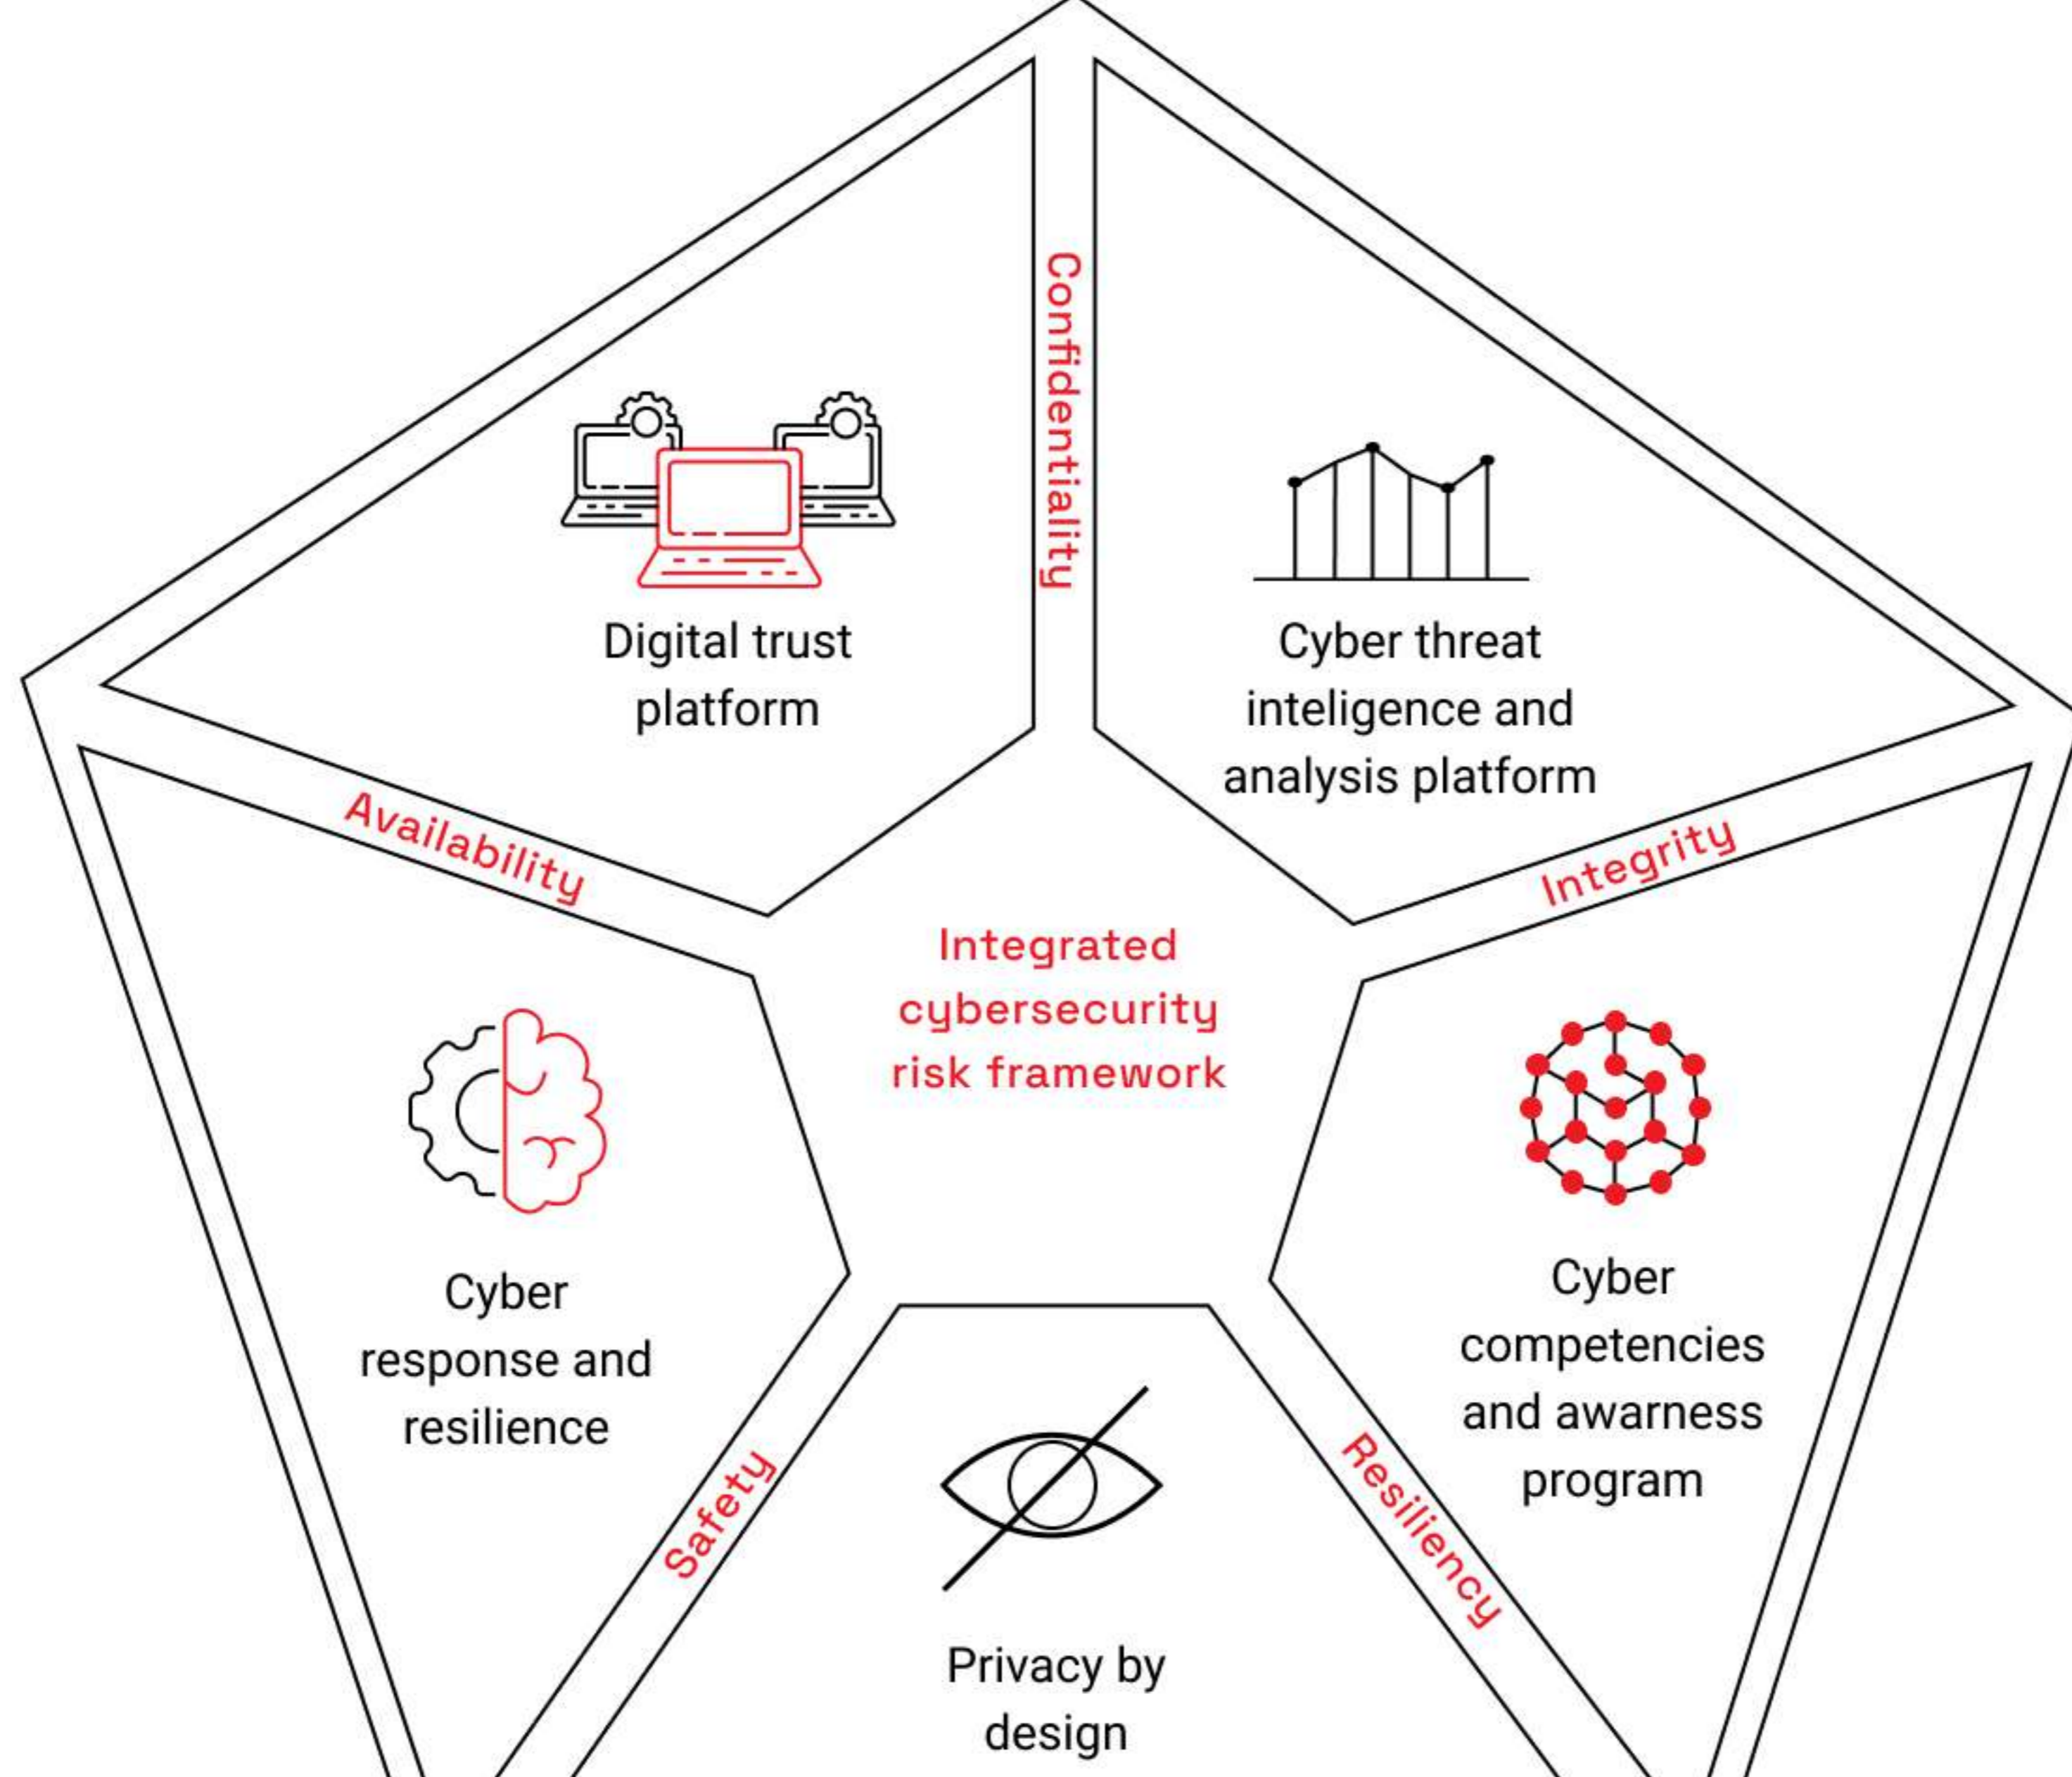 Confidentiality
Digital trust
platform
Cyber threat
inteligence and
analysis platform
Availability
Integrity
Integrated
cybersecurity
risk framework
Cyber
response and
resilience
Cyber
competencies
and awarness
program
Safety
Resiliency
Privacy by
design